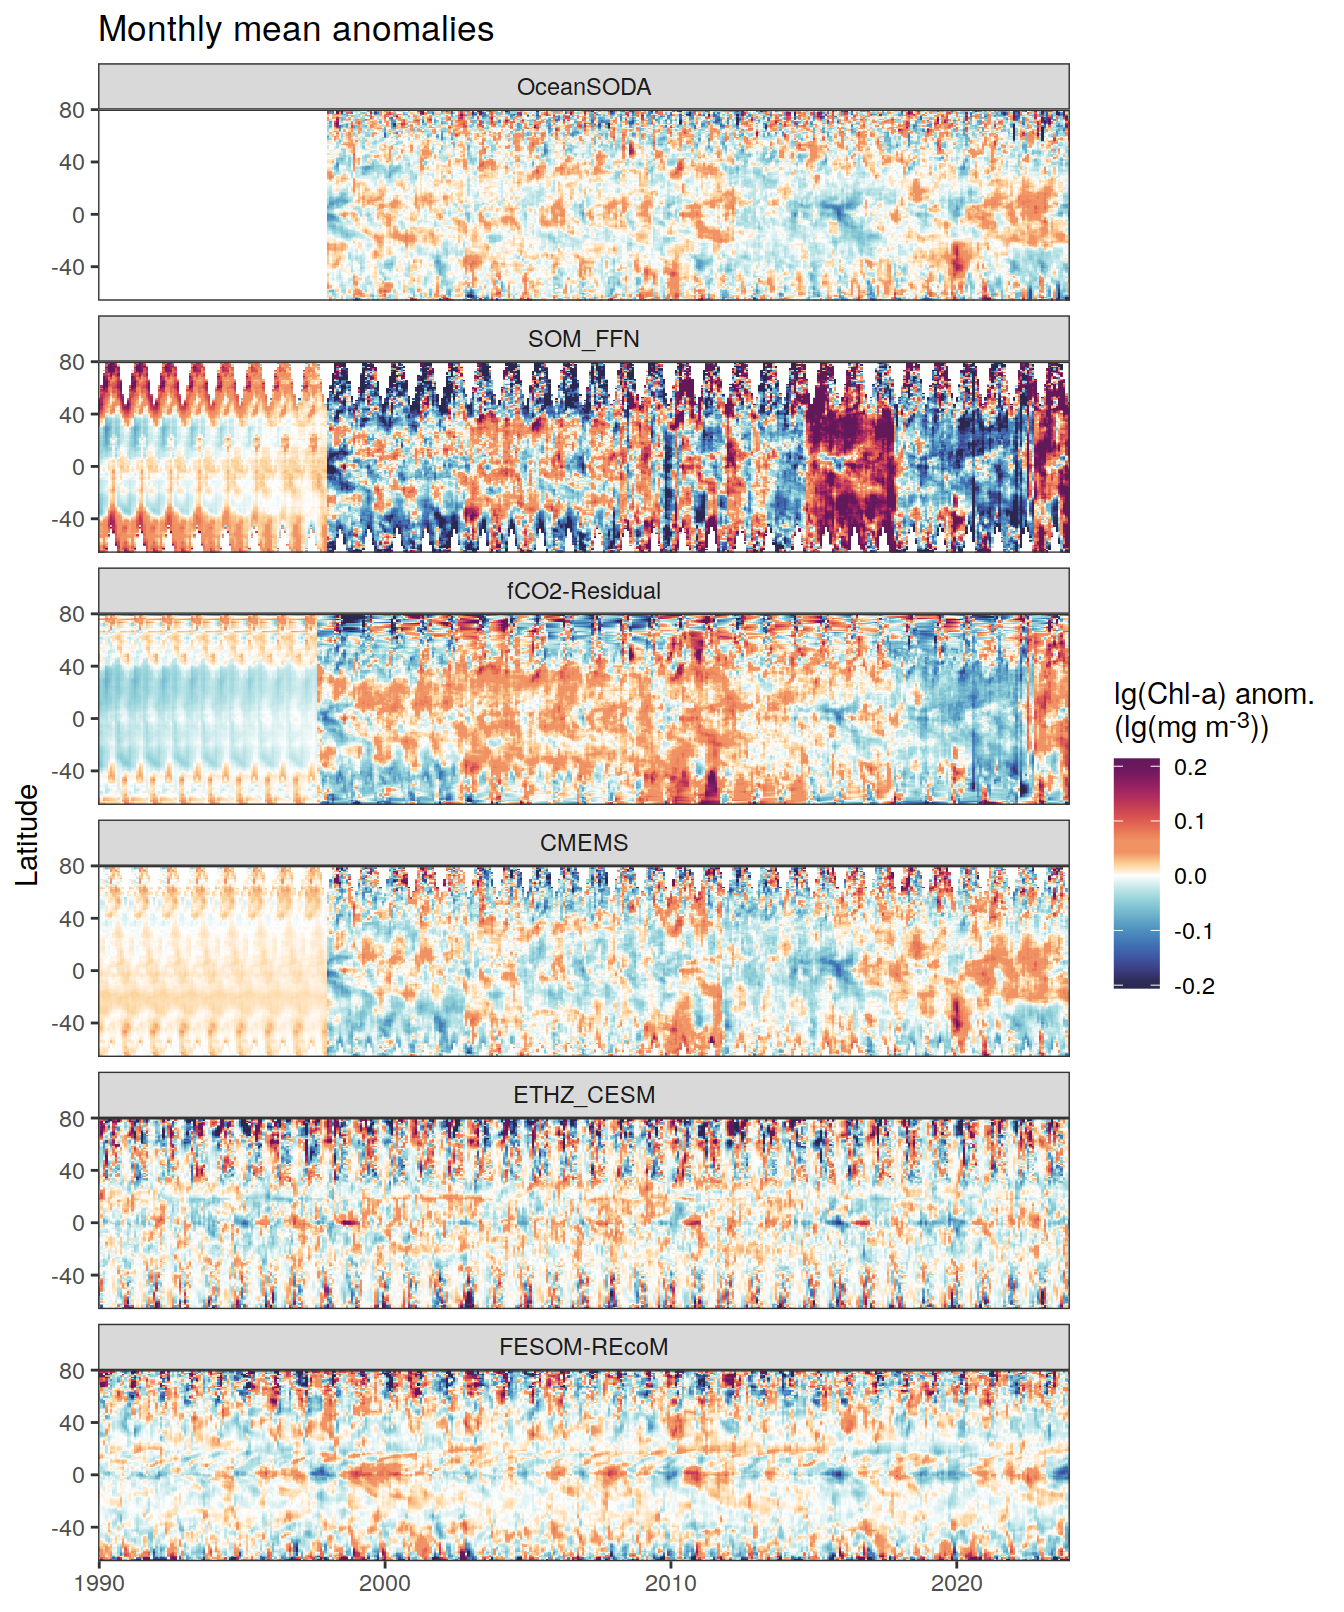 Monthly mean anomalies
OceanSODA
80
40
0
-40
SOM_FFN
80
40
0
-40
fCO2-Residual
80
40
0
-40
CMEMS
80
40
0
-40
ETHZ_CESM
80
40
0
-40
FESOM-REcoM
80
40
0
-40
1990 2000 2010 2020
Latitude
lg(Chl-a) anom.
(lg(mg m⁻³))
0.2
0.1
0.0
-0.1
-0.2